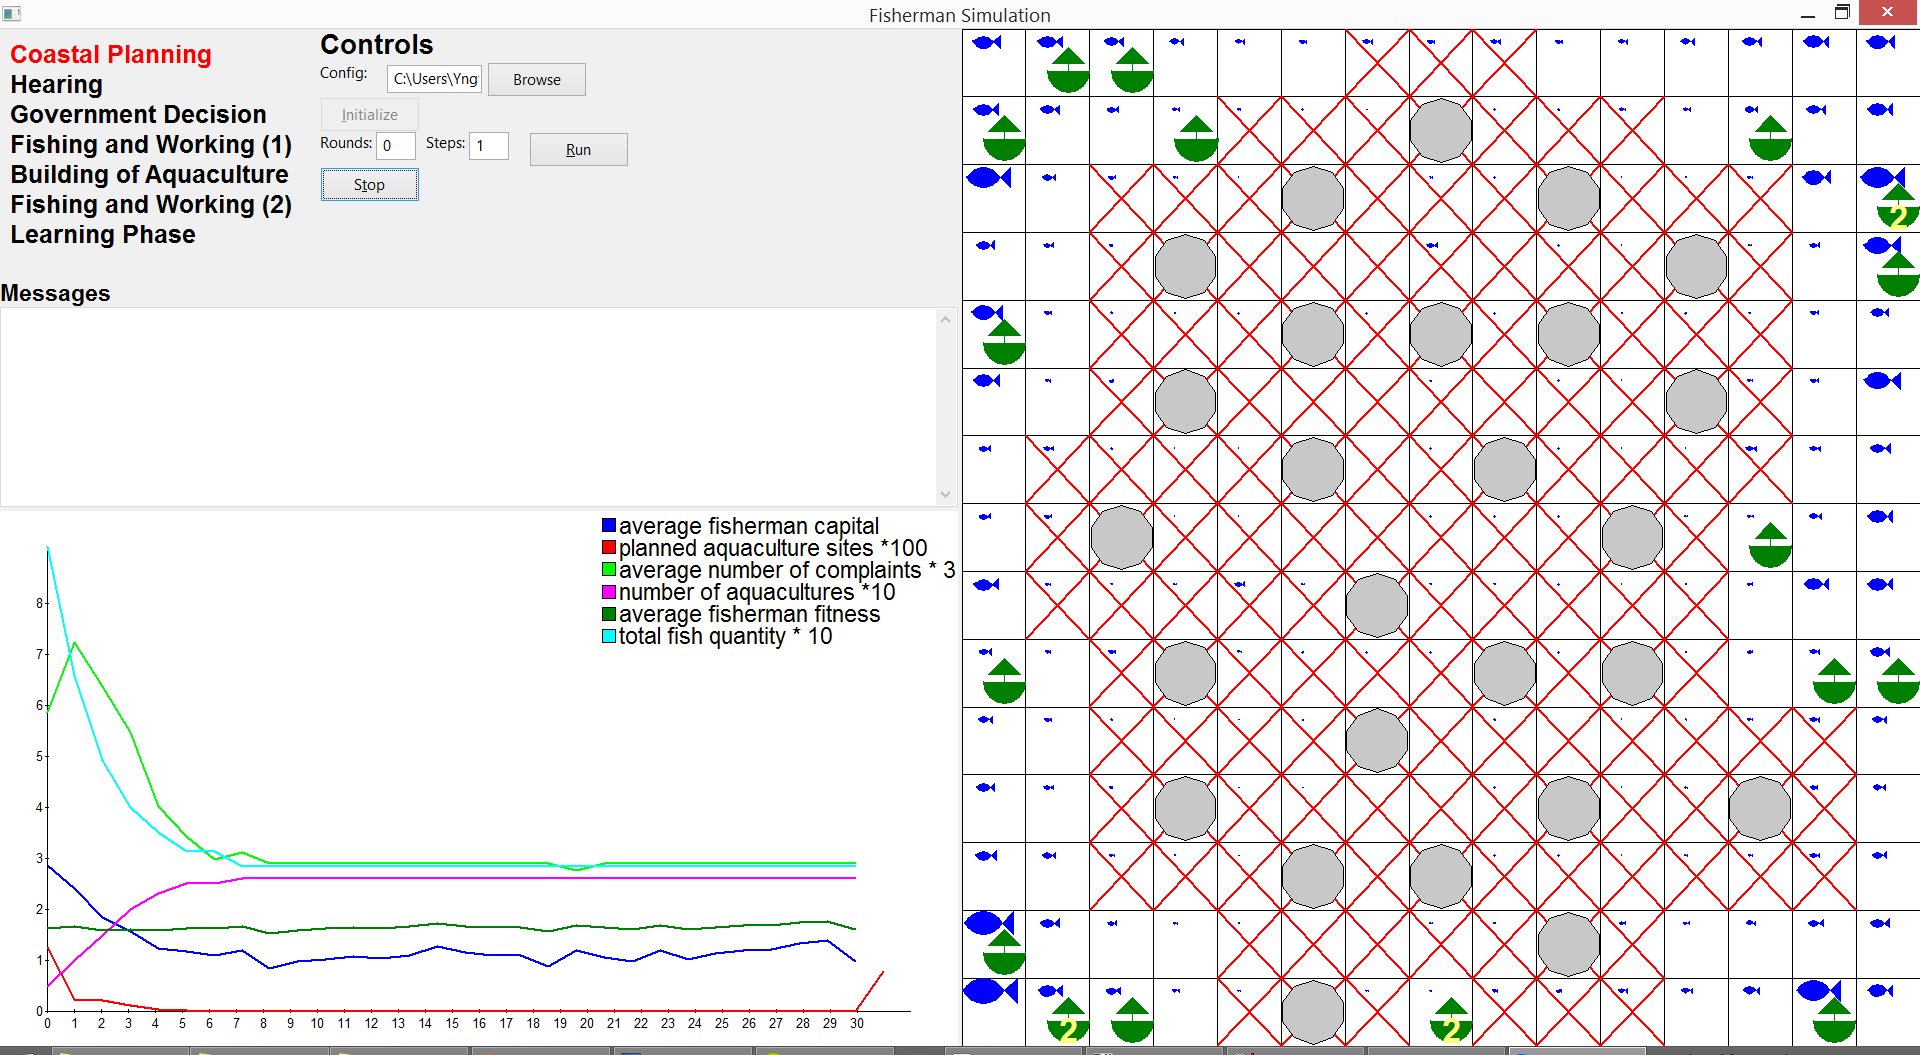 Fisherman Simulation
Coastal Planning
Hearing
Government Decision
Fishing and Working (1)
Building of Aquaculture
Fishing and Working (2)
Learning Phase
Controls
Config: C:\Users\Yng Browse
Initialize
Rounds: 0 Steps: 1 Run
Stop
Messages
average fisherman capital
planned aquaculture sites *100
average number of complaints * 3
number of aquacultures *10
average fisherman fitness
total fish quantity * 10
8
7
6
5
4
3
2
1
0
0 1 2 3 4 5 6 7 8 9 10 11 12 13 14 15 16 17 18 19 20 21 22 23 24 25 26 27 28 29 30
2
2
2